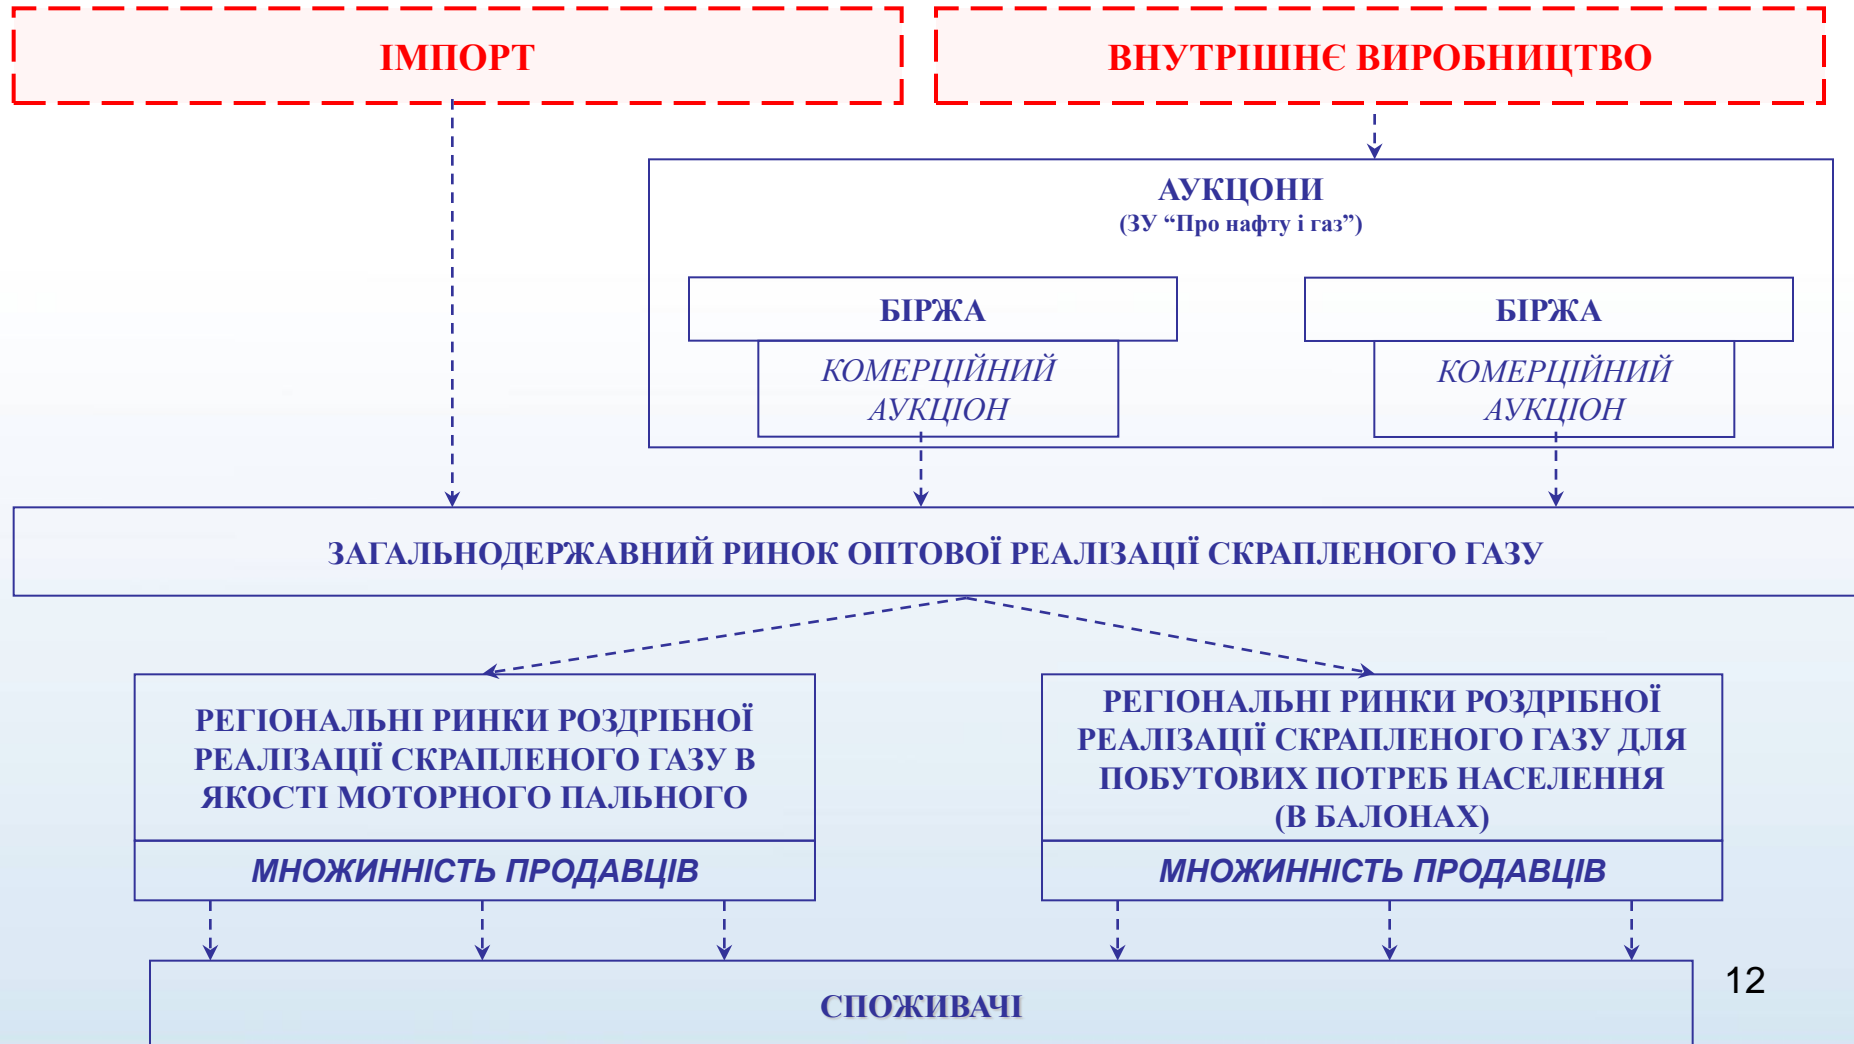 ІМПОРТ
ВНУТРІШНЄ ВИРОБНИЦТВО
АУКЦОНИ
(ЗУ “Про нафту і газ”)
БІРЖА
КОМЕРЦІЙНИЙ
АУКЦІОН
БІРЖА
КОМЕРЦІЙНИЙ
АУКЦІОН
ЗАГАЛЬНОДЕРЖАВНИЙ РИНОК ОПТОВОЇ РЕАЛІЗАЦІЇ СКРАПЛЕНОГО ГАЗУ
РЕГІОНАЛЬНІ РИНКИ РОЗДРІБНОЇ
РЕАЛІЗАЦІЇ СКРАПЛЕНОГО ГАЗУ В
ЯКОСТІ МОТОРНОГО ПАЛЬНОГО
МНОЖИННІСТЬ ПРОДАВЦІВ
РЕГІОНАЛЬНІ РИНКИ РОЗДРІБНОЇ
РЕАЛІЗАЦІЇ СКРАПЛЕНОГО ГАЗУ ДЛЯ
ПОБУТОВИХ ПОТРЕБ НАСЕЛЕННЯ
(В БАЛОНАХ)
МНОЖИННІСТЬ ПРОДАВЦІВ
СПОЖИВАЧІ
12